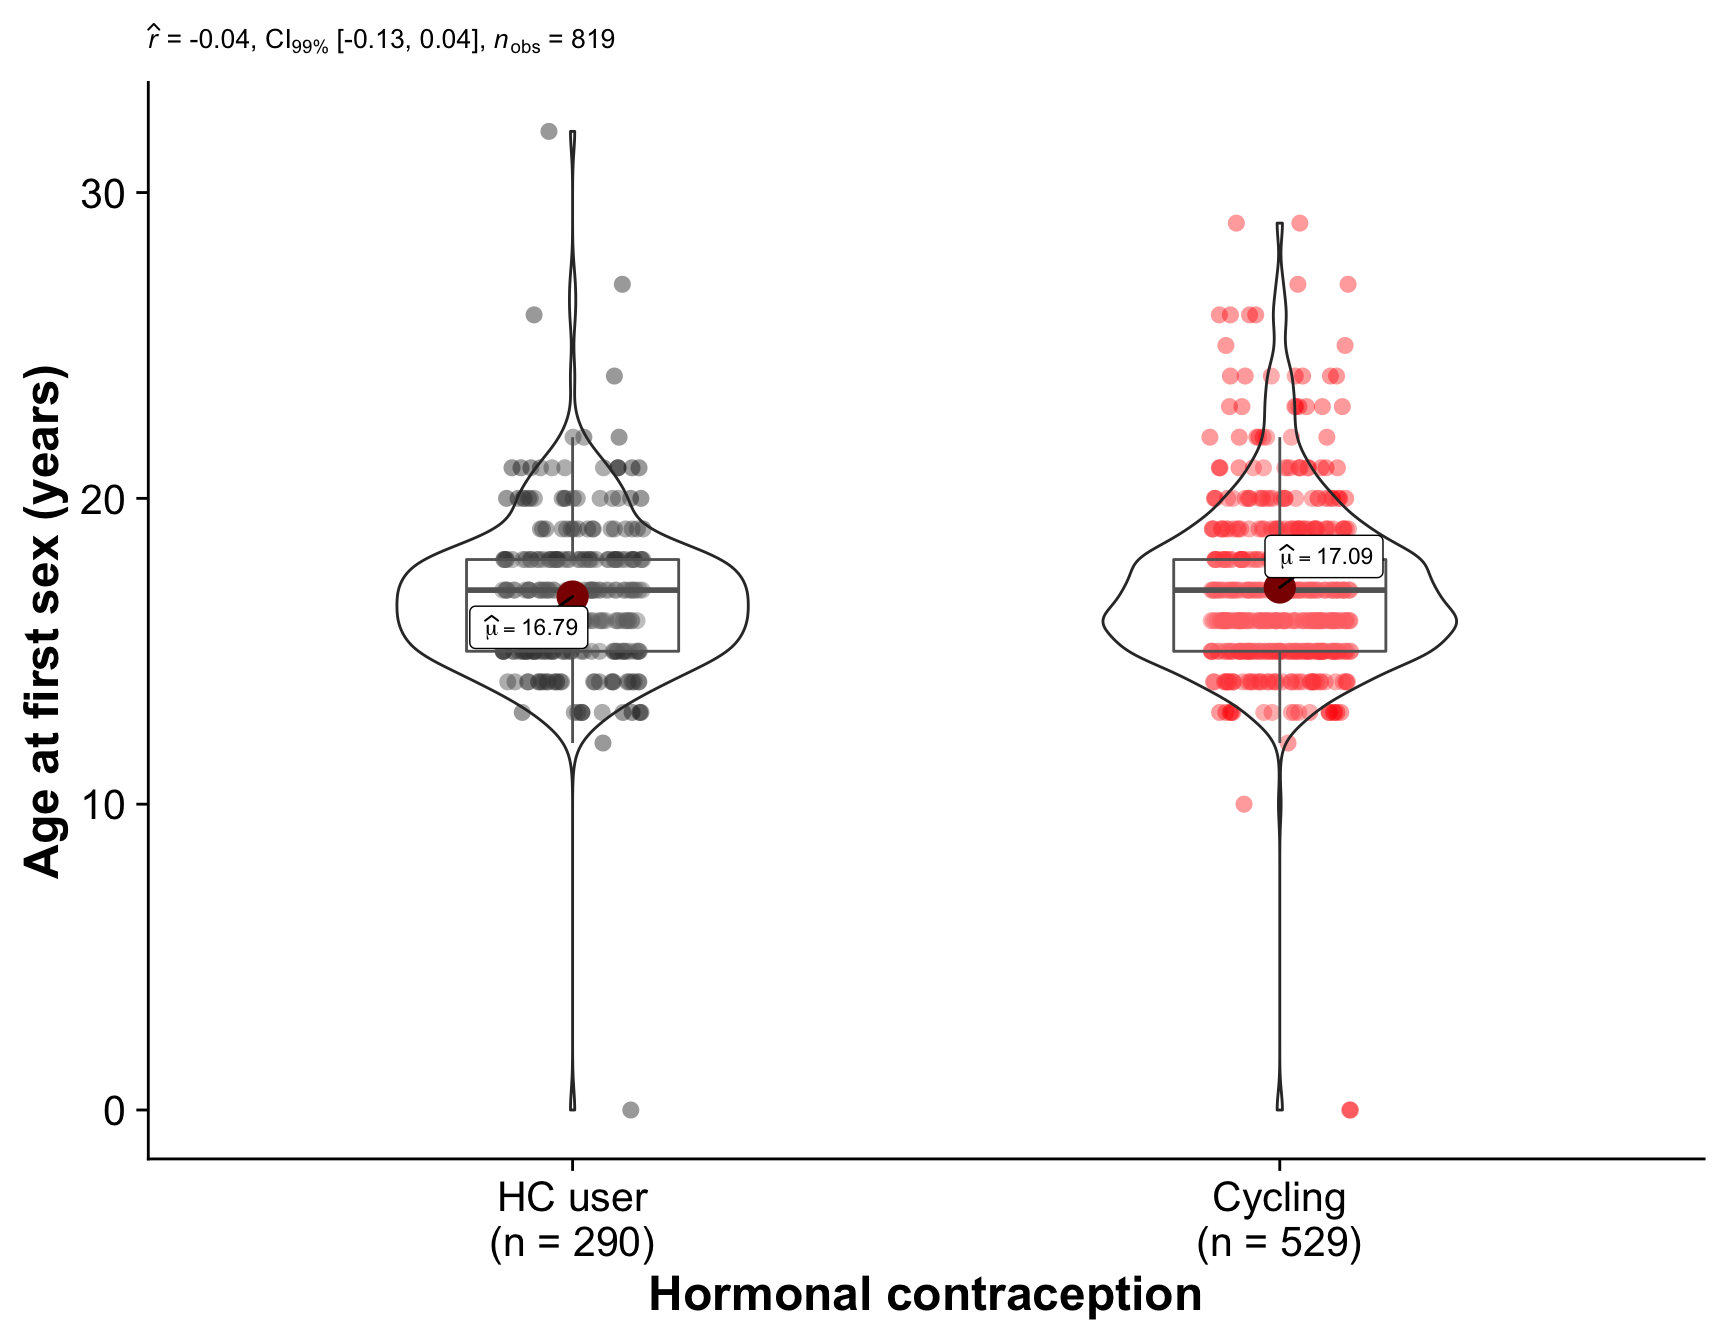 r̂ = -0.04, CI99% [-0.13, 0.04], nobs = 819
Age at first sex (years)
30
20
10
0
μ̂ = 16.79
μ̂ = 17.09
HC user
(n = 290)
Cycling
(n = 529)
Hormonal contraception